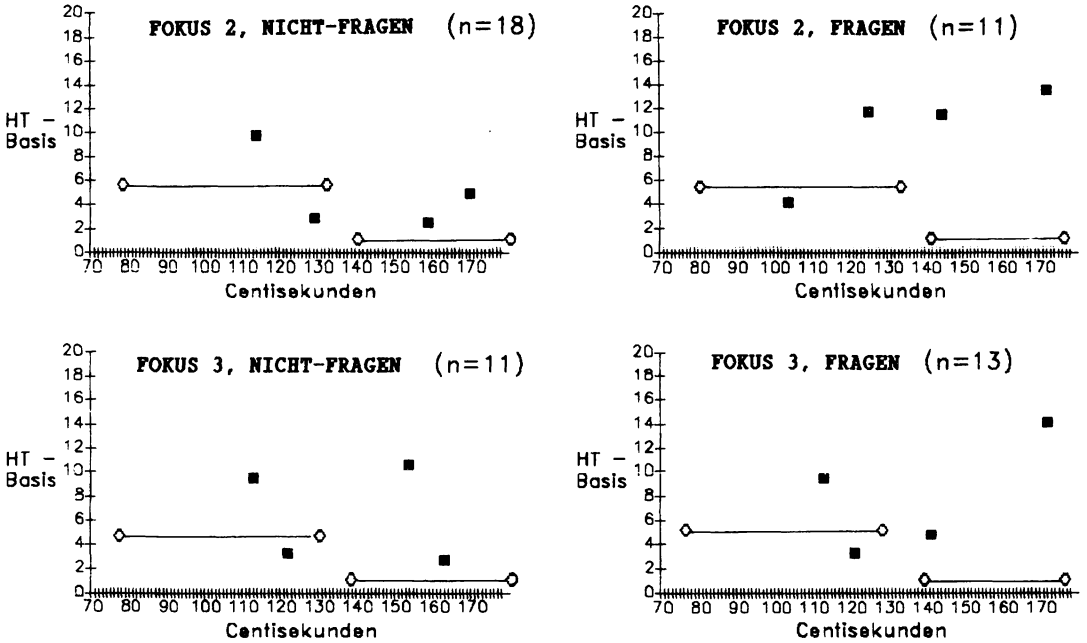 FOKUS 2, NICHT-FRAGEN (n=18)
20
18
16
14
12
10
8
6
4
2
0
HT –
Basis
70 80 90 100 110 120 130 140 150 160 170
Centisekunden
FOKUS 2, FRAGEN (n=11)
20
18
16
14
12
10
8
6
4
2
0
HT –
Basis
70 80 90 100 110 120 130 140 150 160 170
Centisekunden
FOKUS 3, NICHT-FRAGEN (n=11)
20
18
16
14
12
10
8
6
4
2
0
HT –
Basis
70 80 90 100 110 120 130 140 150 160 170
Centisekunden
FOKUS 3, FRAGEN (n=13)
20
18
16
14
12
10
8
6
4
2
0
HT –
Basis
70 80 90 100 110 120 130 140 150 160 170
Centisekunden